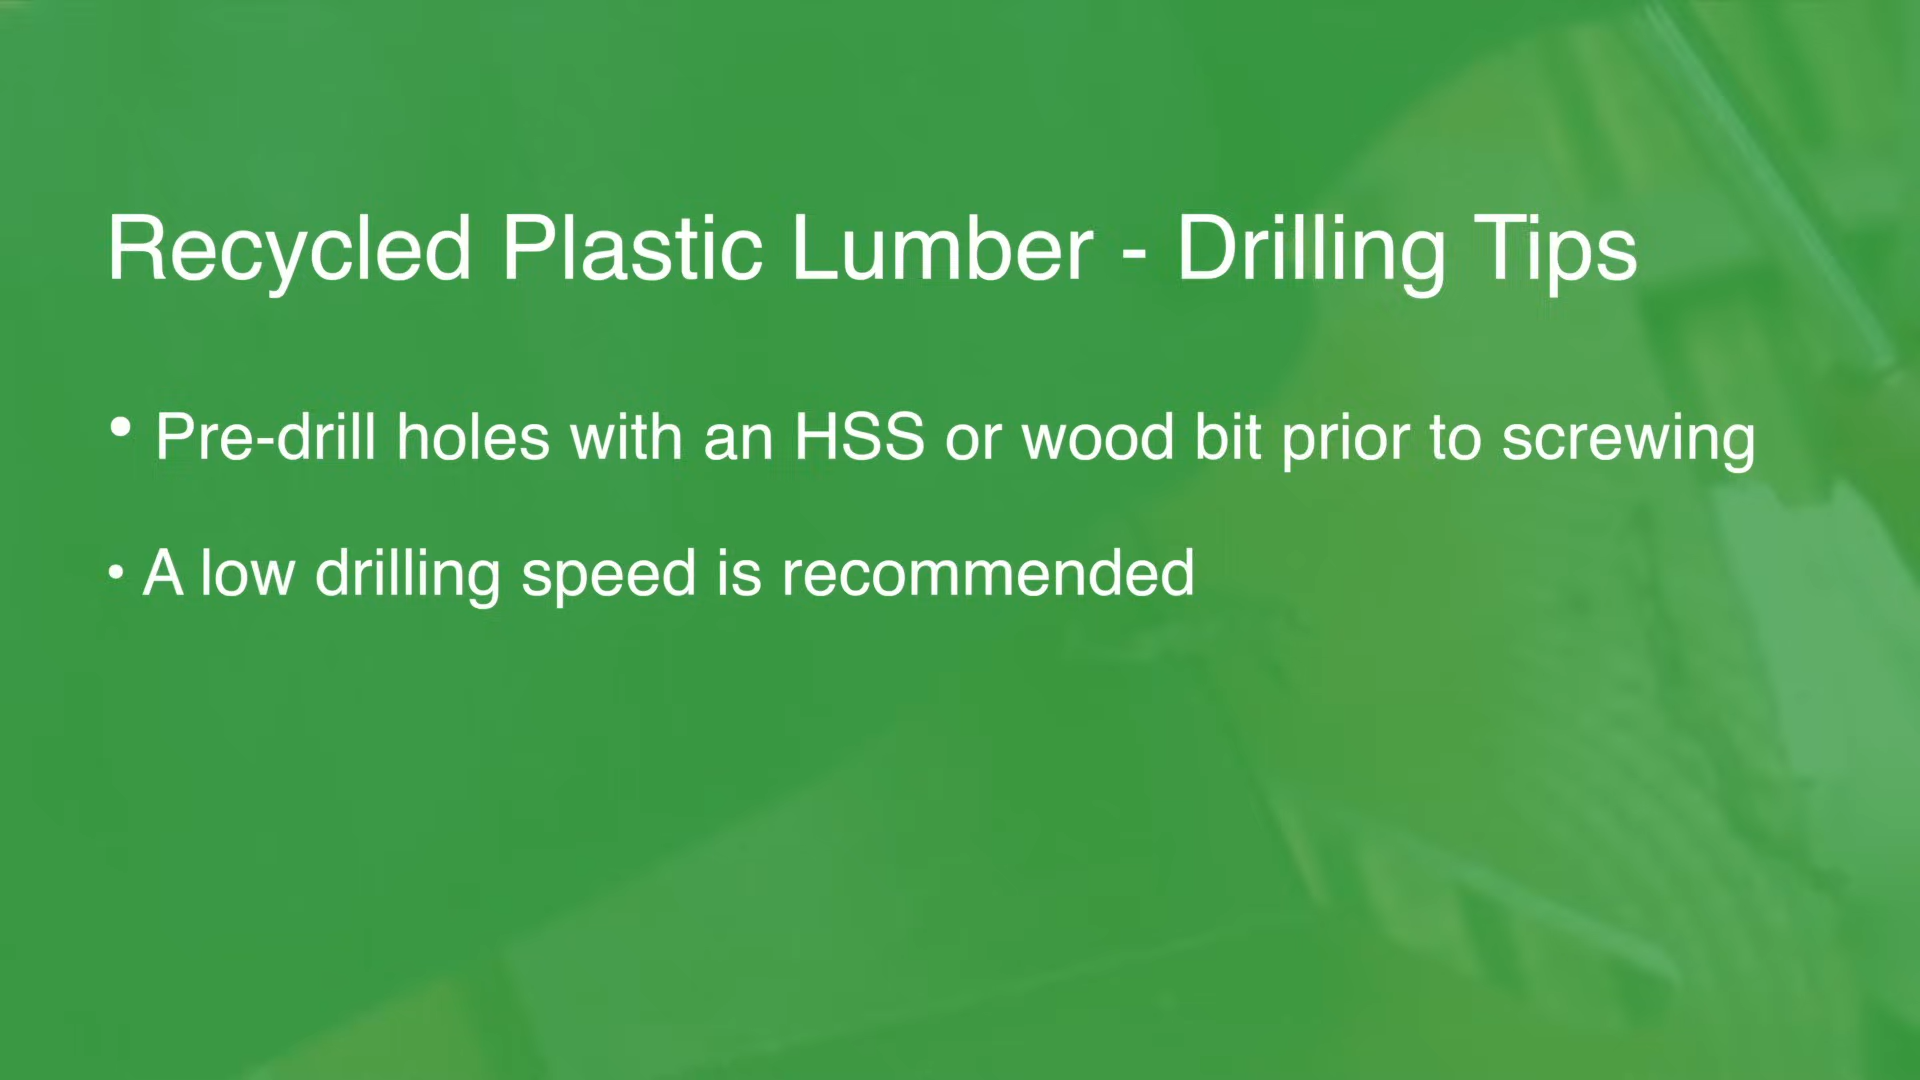 Recycled Plastic Lumber - Drilling Tips
• Pre-drill holes with an HSS or wood bit prior to screwing
• A low drilling speed is recommended